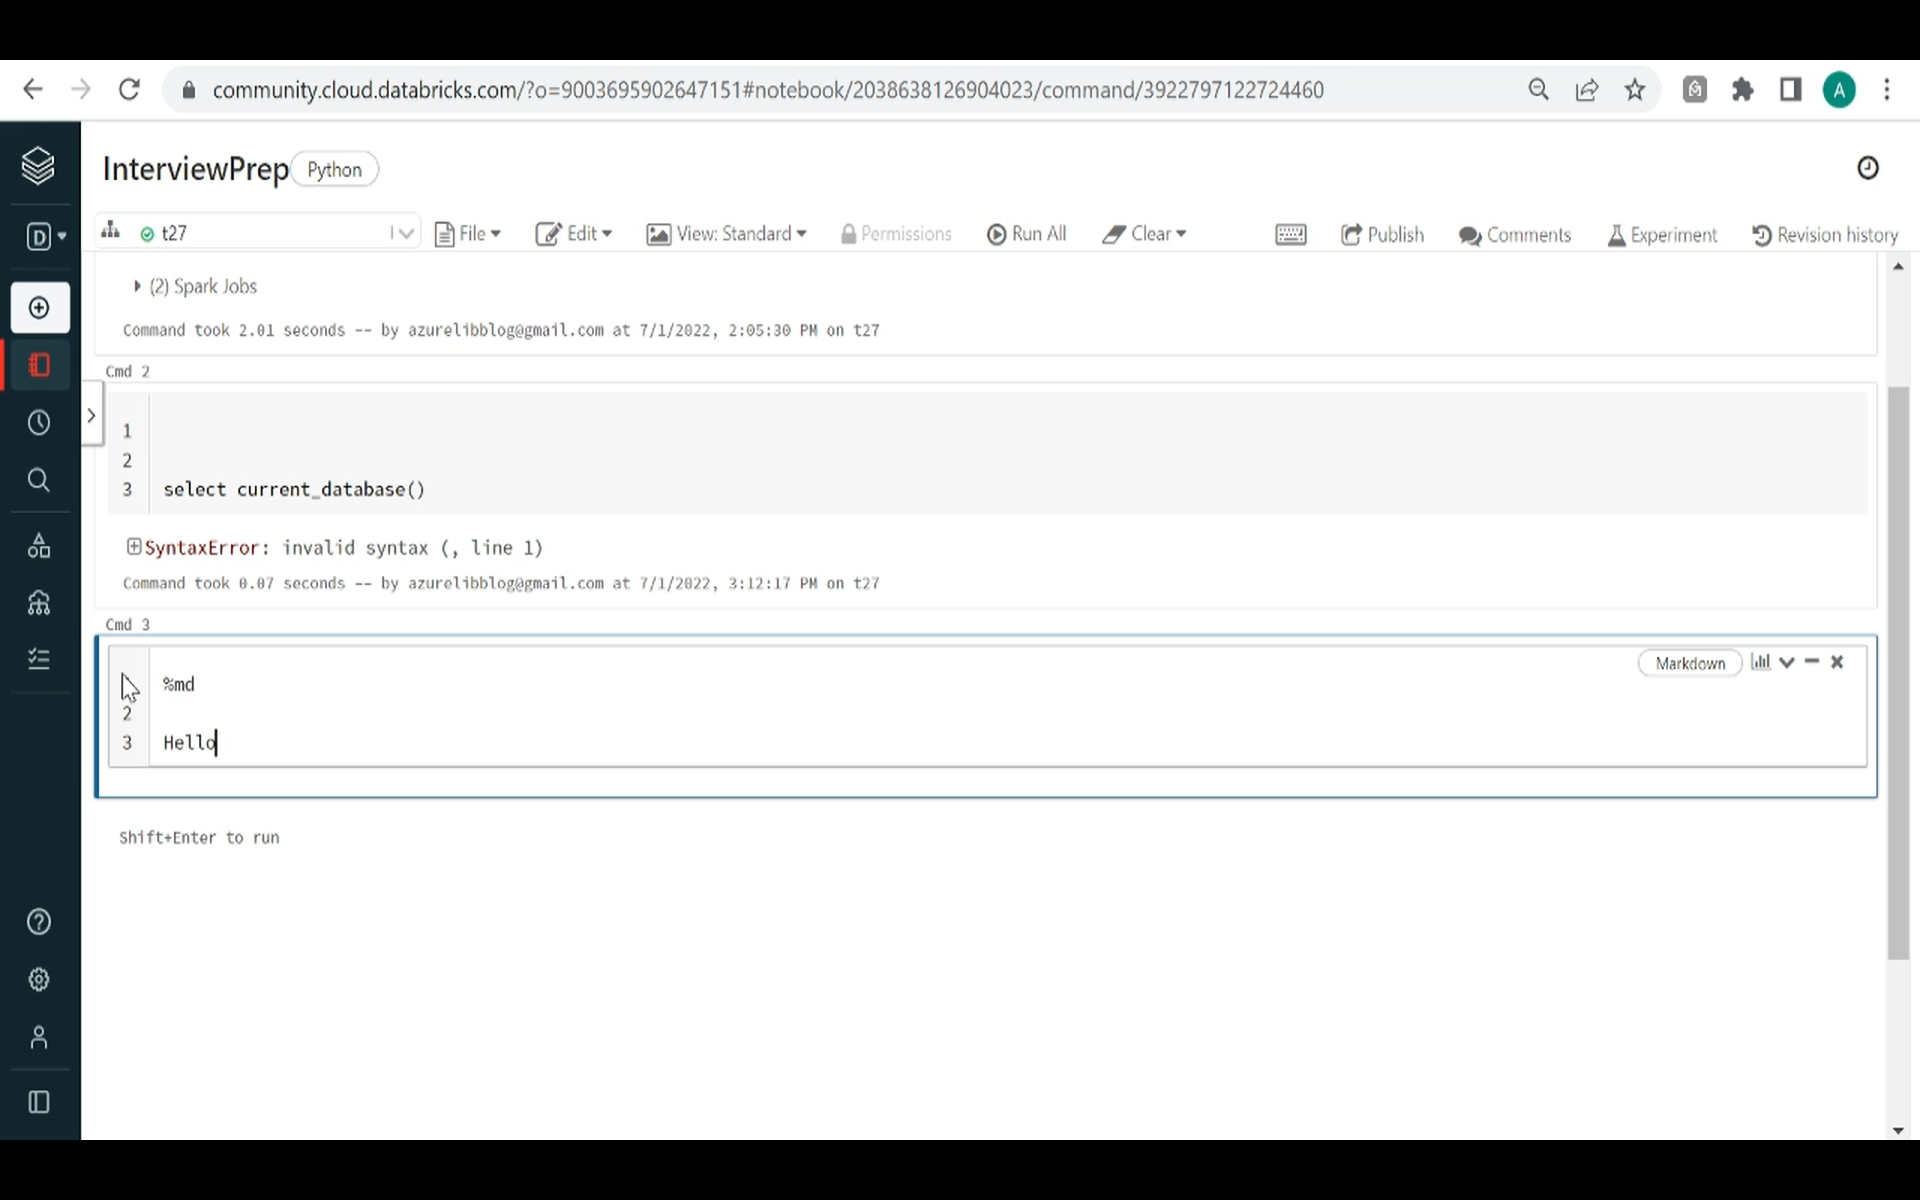 community.cloud.databricks.com/?o=9003695902647151#notebook/2038638126904023/command/3922797122724460
A
InterviewPrep Python
D
t27 File Edit View: Standard Permissions Run All Clear Publish Comments Experiment Revision history
(2) Spark Jobs
Command took 2.01 seconds -- by azurelibblog@gmail.com at 7/1/2022, 2:05:30 PM on t27
Cmd 2
1
2
3 select current_database()
SyntaxError: invalid syntax (, line 1)
Command took 0.07 seconds -- by azurelibblog@gmail.com at 7/1/2022, 3:12:17 PM on t27
Cmd 3
Markdown
%md
2
3 Hello
Shift+Enter to run